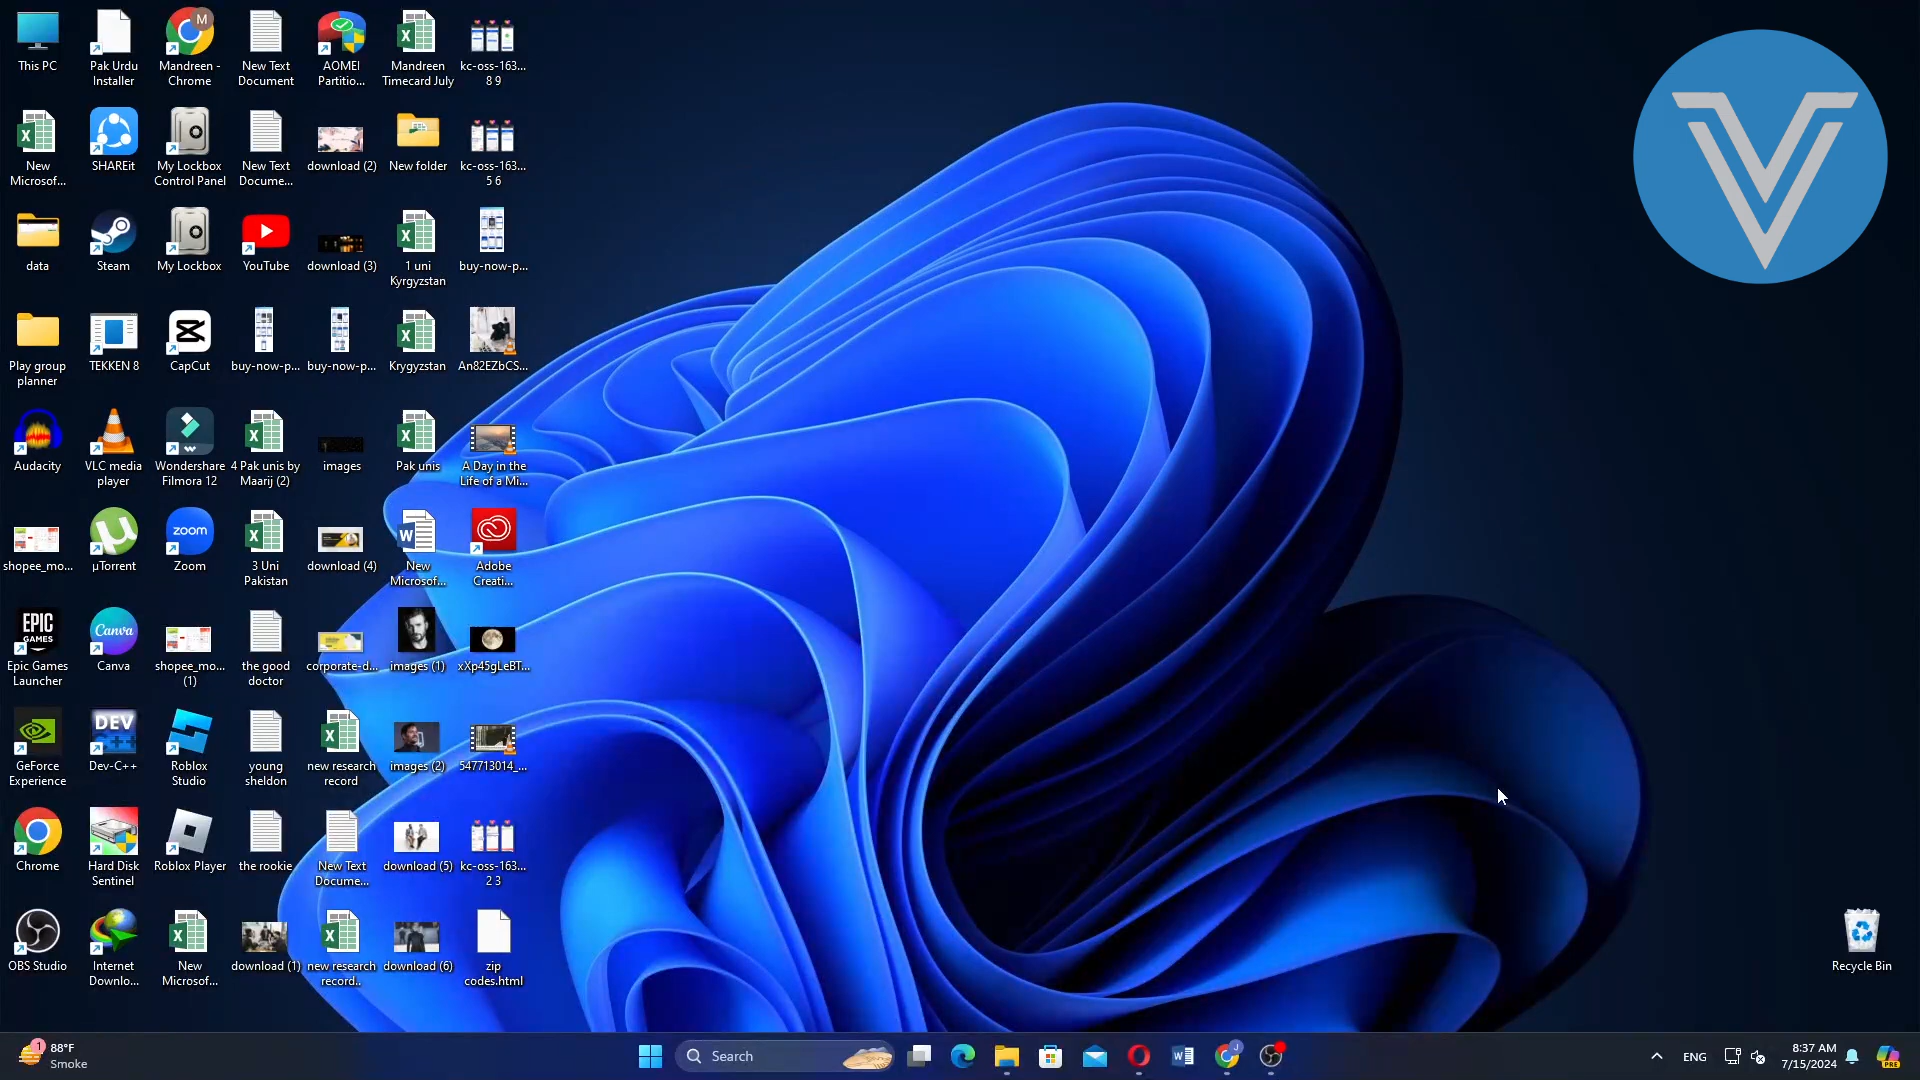 This PC
Pak Urdu
Installer
Mandreen -
Chrome
New Text
Document
AOMEI
Partitio...
Mandreen
Timecard July
kc-oss-163...
8 9
New
Microsof...
SHAREit
My Lockbox
Control Panel
New Text
Docume...
download (2)
New folder
kc-oss-163...
5 6
data
Steam
My Lockbox
YouTube
download (3)
1 uni
Kyrgyzstan
buy-now-p...
Play group
planner
TEKKEN 8
CapCut
buy-now-p...
buy-now-p...
Krygyzstan
An82EZbCS...
Audacity
VLC media
player
Wondershare
Filmora 12
4 Pak unis by
Maarij (2)
images
Pak unis
A Day in the
Life of a Mi...
shopee_mo...
µTorrent
zoom
Zoom
3 Uni
Pakistan
download (4)
New
Microsof...
Adobe
Creati...
EPIC
GAMES
Epic Games
Launcher
Canva
Canva
shopee_mo...
(1)
the good
doctor
corporate-d...
images (1)
xXp45gLeBT...
GeForce
Experience
DEV
C++
Dev-C++
Roblox
Studio
young
sheldon
new research
record
images (2)
547713014_...
Chrome
Hard Disk
Sentinel
Roblox Player
the rookie
New Text
Docume...
download (5)
kc-oss-163...
2 3
OBS Studio
Internet
Downlo...
New
Microsof...
download (1)
new research
record..
download (6)
zip
codes.html
Recycle Bin
1
88°F
Smoke
Search
ENG
8:37 AM
7/15/2024
PRE